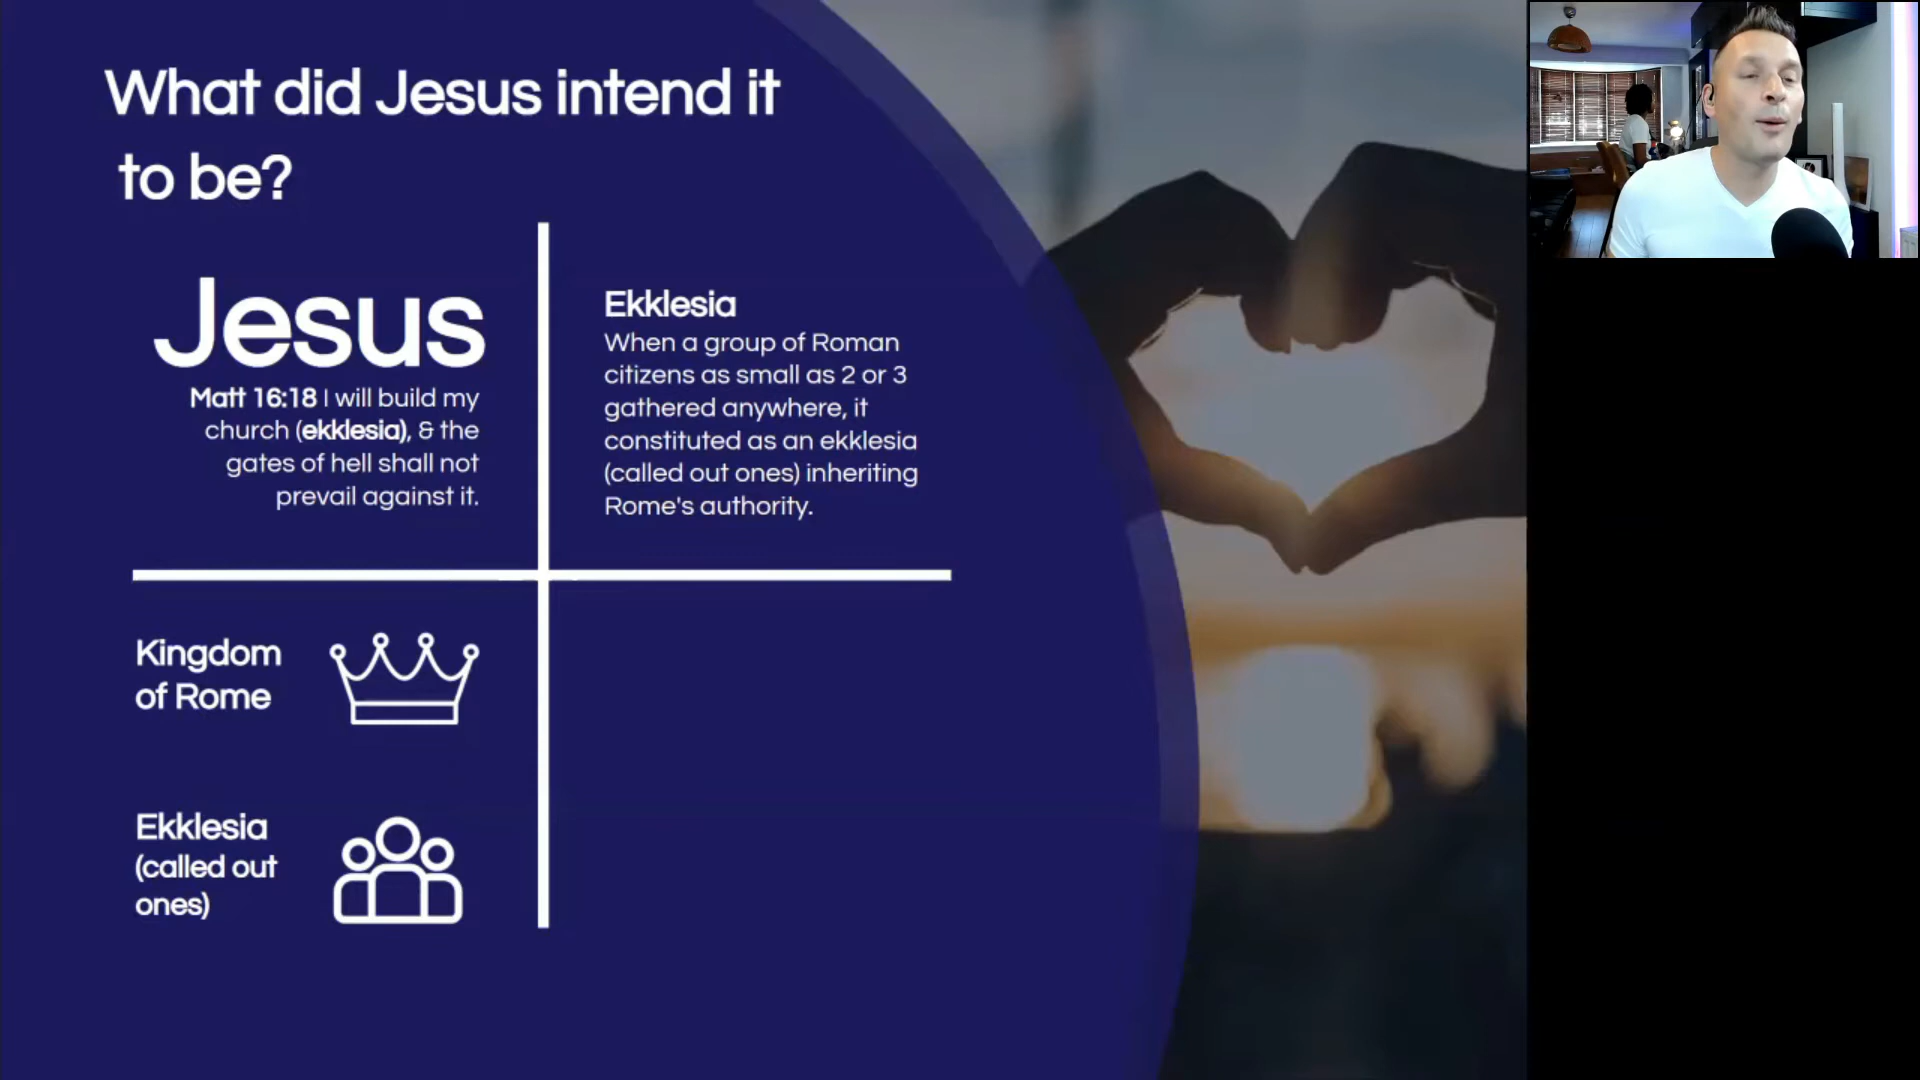 What did Jesus intend it
to be?
Jesus
Matt 16:18 I will build my
church (ekklesia), & the
gates of hell shall not
prevail against it.
Ekklesia
When a group of Roman
citizens as small as 2 or 3
gathered anywhere, it
constituted as an ekklesia
(called out ones) inheriting
Rome's authority.
Kingdom
of Rome
Ekklesia
(called out
ones)